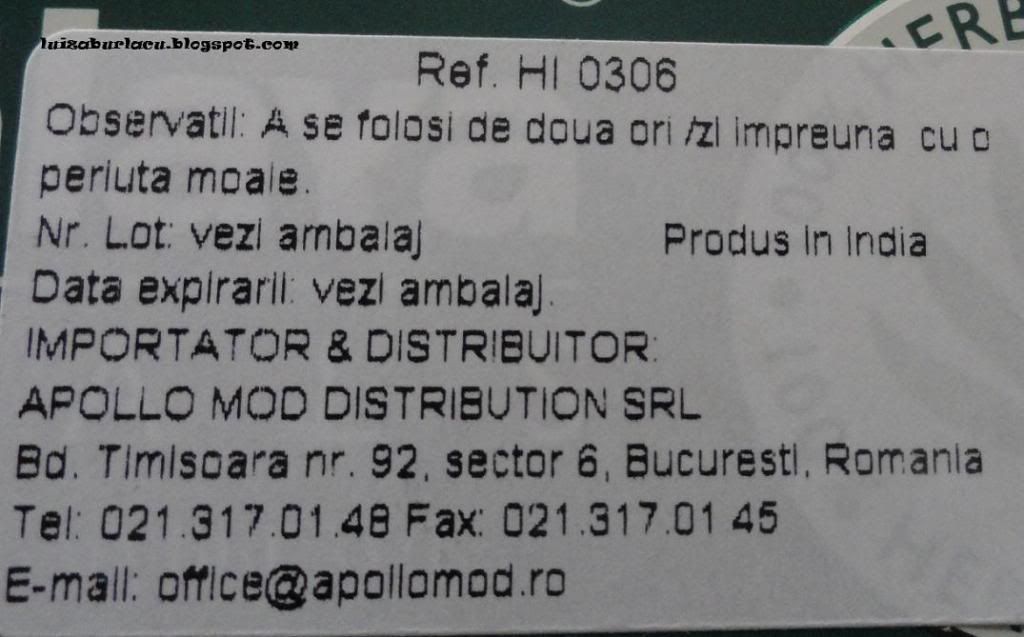 luizaburlacu.blogspot.com
HERB
Ref. HI 0306
Observatii: A se folosi de doua ori /zi impreuna cu o
periuta moale.
Nr. Lot: vezi ambalaj Produs in India
Data expirarii: vezi ambalaj.
IMPORTATOR & DISTRIBUITOR:
APOLLO MOD DISTRIBUTION SRL
Bd. Timisoara nr. 92, sector 6, Bucuresti, Romania
Tel: 021.317.01.48 Fax: 021.317.01 45
E-mail: office@apollomod.ro